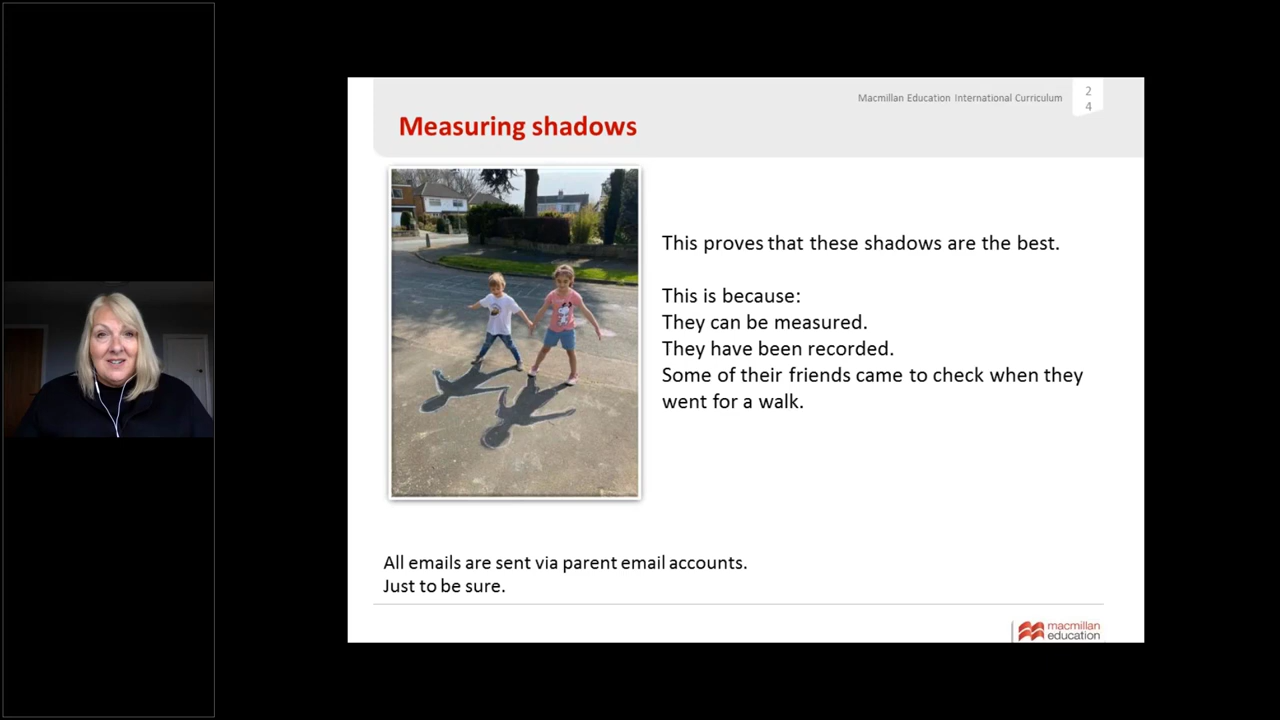 Macmillan Education International Curriculum
2
4
Measuring shadows
This proves that these shadows are the best.
This is because:
They can be measured.
They have been recorded.
Some of their friends came to check when they
went for a walk.
All emails are sent via parent email accounts.
Just to be sure.
macmillan
education